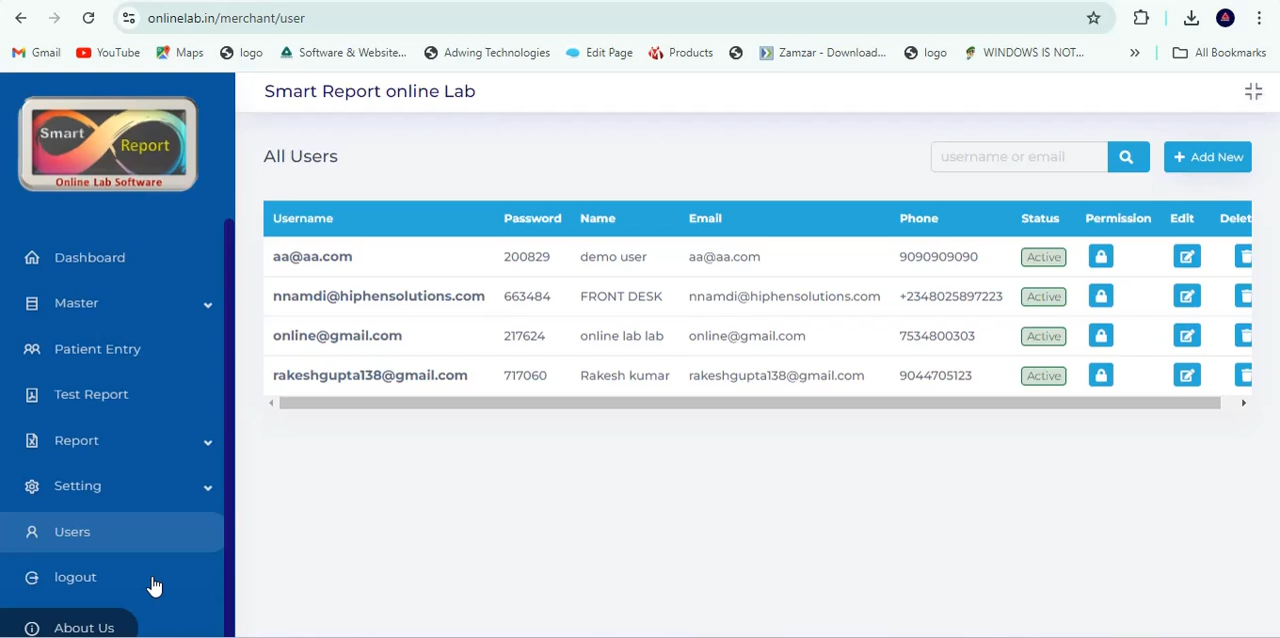 onlinelab.in/merchant/user
Gmail YouTube Maps logo Software & Website... Adwing Technologies Edit Page Products Zamzar - Download... logo WINDOWS IS NOT... » All Bookmarks
Smart Report
Online Lab Software
Smart Report online Lab
All Users
username or email
+ Add New
Username Password Name Email Phone Status Permission Edit Delet
aa@aa.com 200829 demo user aa@aa.com 9090909090 Active
nnamdi@hiphensolutions.com 663484 FRONT DESK nnamdi@hiphensolutions.com +2348025897223 Active
online@gmail.com 217624 online lab lab online@gmail.com 7534800303 Active
rakeshgupta138@gmail.com 717060 Rakesh kumar rakeshgupta138@gmail.com 9044705123 Active
Dashboard
Master
Patient Entry
Test Report
Report
Setting
Users
logout
About Us